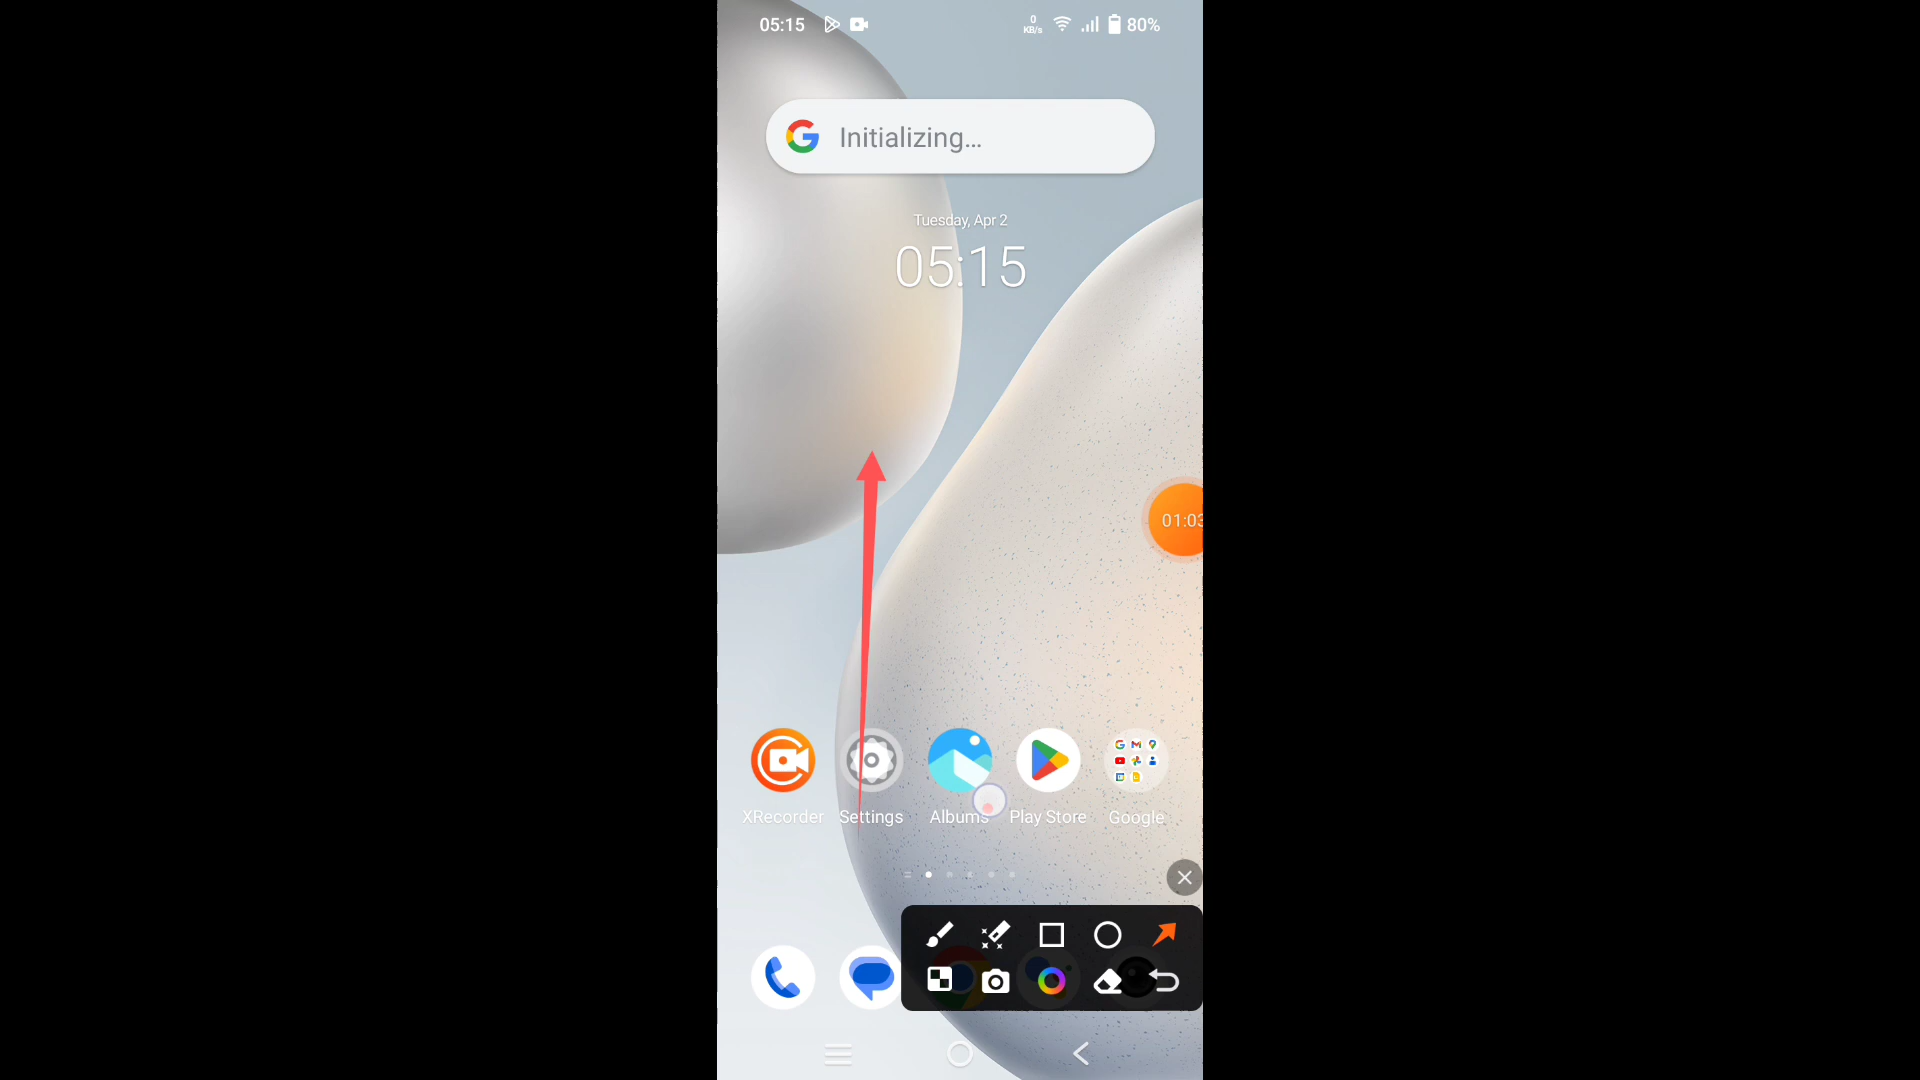 05:15
0
KB/s
80%
Initializing...
Tuesday, Apr 2
05:15
01:03
XRecorder
Settings
Albums
Play Store
Google